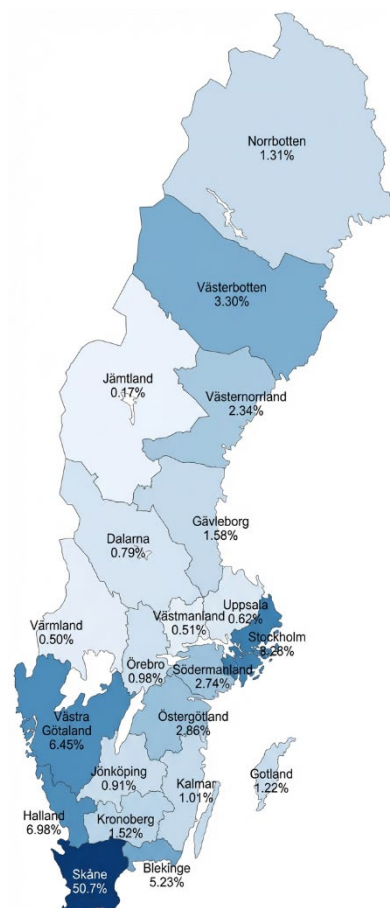 Norrbotten
1.31%
Västerbotten
3.30%
Jämtland
0.17%
Västernorrland
2.34%
Gävleborg
1.58%
Dalarna
0.79%
Uppsala
0.62%
Värmland
0.50%
Västmanland
0.51%
Stockholm
8.28%
Örebro
0.98%
Södermanland
2.74%
Västra
Götaland
6.45%
Östergötland
2.86%
Jönköping
0.91%
Kalmar
1.01%
Gotland
1.22%
Halland
6.98%
Kronoberg
1.52%
Skåne
50.7%
Blekinge
5.23%